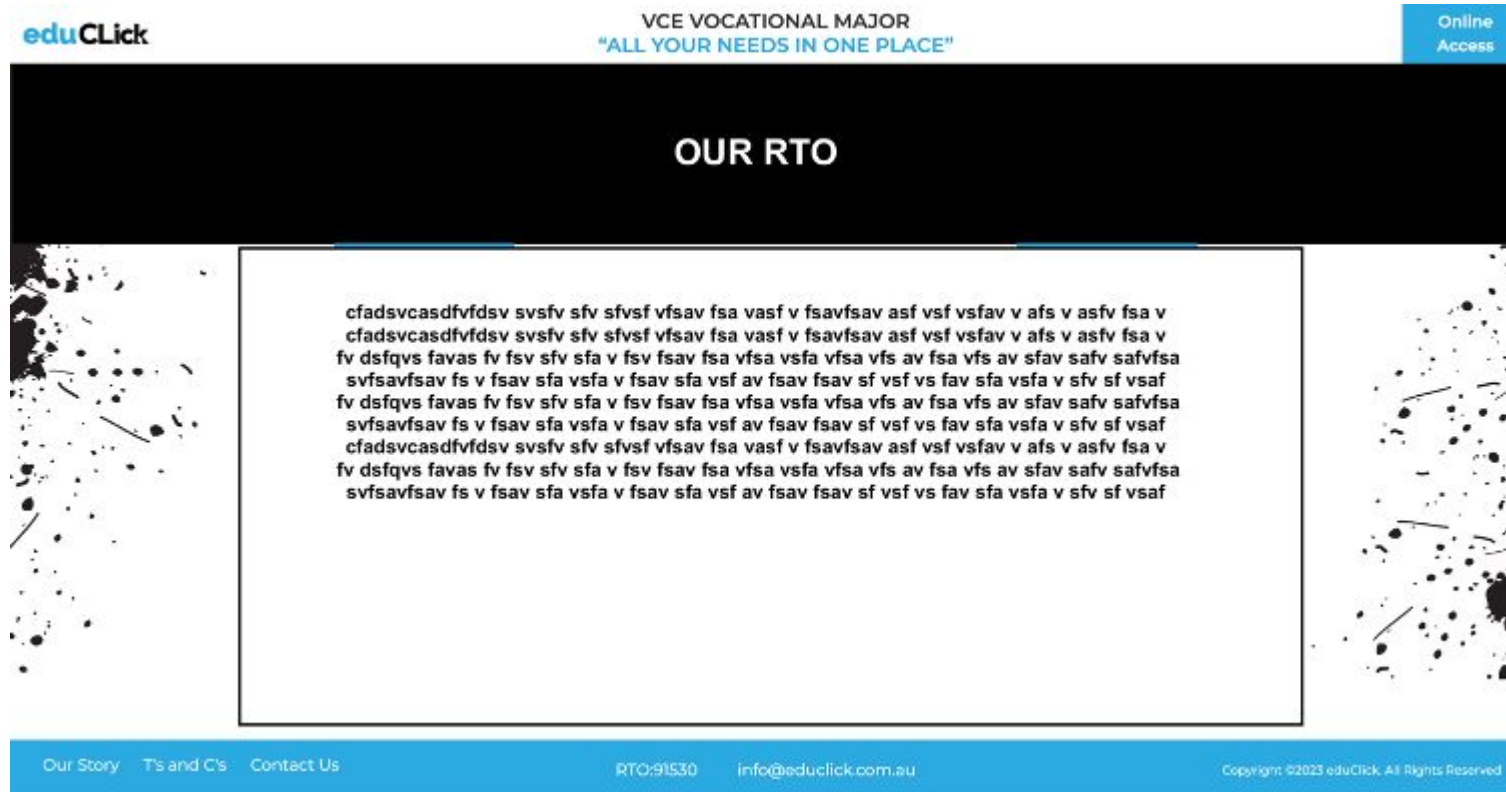 eduCLick
VCE VOCATIONAL MAJOR
“ALL YOUR NEEDS IN ONE PLACE”
Online
Access
OUR RTO
cfadsvcasdfvfdsv svsfv sfv sfvsf vfsav fsa vasf v fsavfsav asf vsf vsfav v afs v asfv fsa v
cfadsvcasdfvfdsv svsfv sfv sfvsf vfsav fsa vasf v fsavfsav asf vsf vsfav v afs v asfv fsa v
fv dsfqvs favas fv fsv sfv sfa v fsv fsav fsa vfsa vsfa vfsa vfs av fsa vfs av sfav safv safvfsa
svfsavfsav fs v fsav sfa vsfa v fsav sfa vsf av fsav fsav sf vsf vs fav sfa vsfa v sfv sf vsaf
fv dsfqvs favas fv fsv sfv sfa v fsv fsav fsa vfsa vsfa vfsa vfs av fsa vfs av sfav safv safvfsa
svfsavfsav fs v fsav sfa vsfa v fsav sfa vsf av fsav fsav sf vsf vs fav sfa vsfa v sfv sf vsaf
cfadsvcasdfvfdsv svsfv sfv sfvsf vfsav fsa vasf v fsavfsav asf vsf vsfav v afs v asfv fsa v
fv dsfqvs favas fv fsv sfv sfa v fsv fsav fsa vfsa vsfa vfsa vfs av fsa vfs av sfav safv safvfsa
svfsavfsav fs v fsav sfa vsfa v fsav sfa vsf av fsav fsav sf vsf vs fav sfa vsfa v sfv sf vsaf
Our Story T's and C's Contact Us
RTO:91530 info@educlick.com.au
Copyright ©2023 eduClick, All Rights Reserved